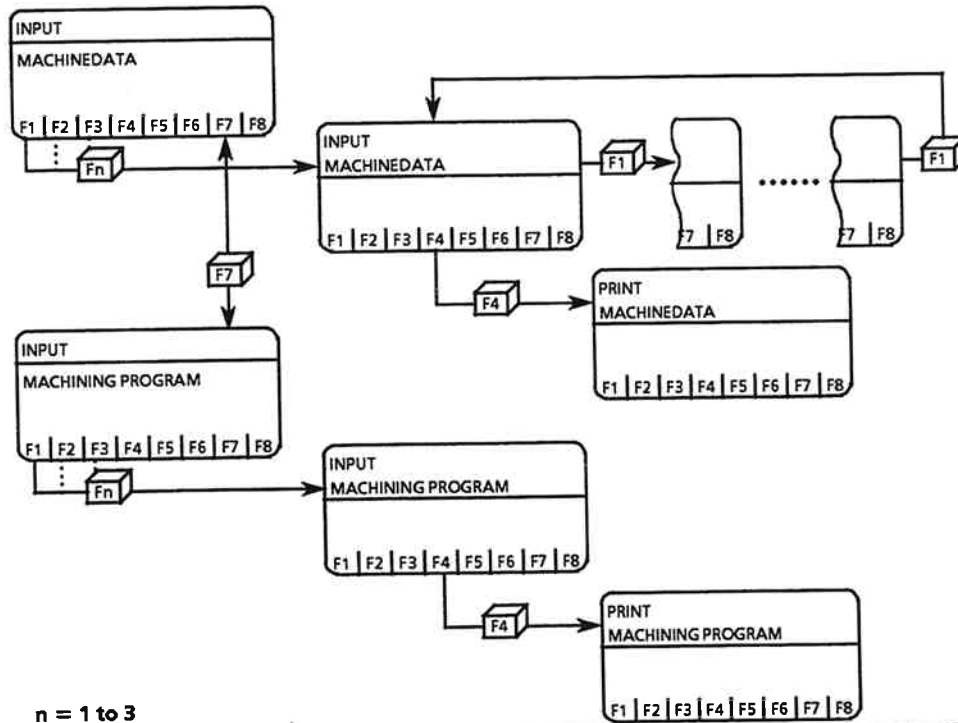 INPUT
MACHINEDATA
F1 F2 F3 F4 F5 F6 F7 F8
Fn
INPUT
MACHINEDATA
F1 F2 F3 F4 F5 F6 F7 F8
F1
F7 F8
F7 F8
F1
F7
F4
PRINT
MACHINEDATA
F1 F2 F3 F4 F5 F6 F7 F8
INPUT
MACHINING PROGRAM
F1 F2 F3 F4 F5 F6 F7 F8
Fn
INPUT
MACHINING PROGRAM
F1 F2 F3 F4 F5 F6 F7 F8
F4
PRINT
MACHINING PROGRAM
F1 F2 F3 F4 F5 F6 F7 F8
n = 1 to 3